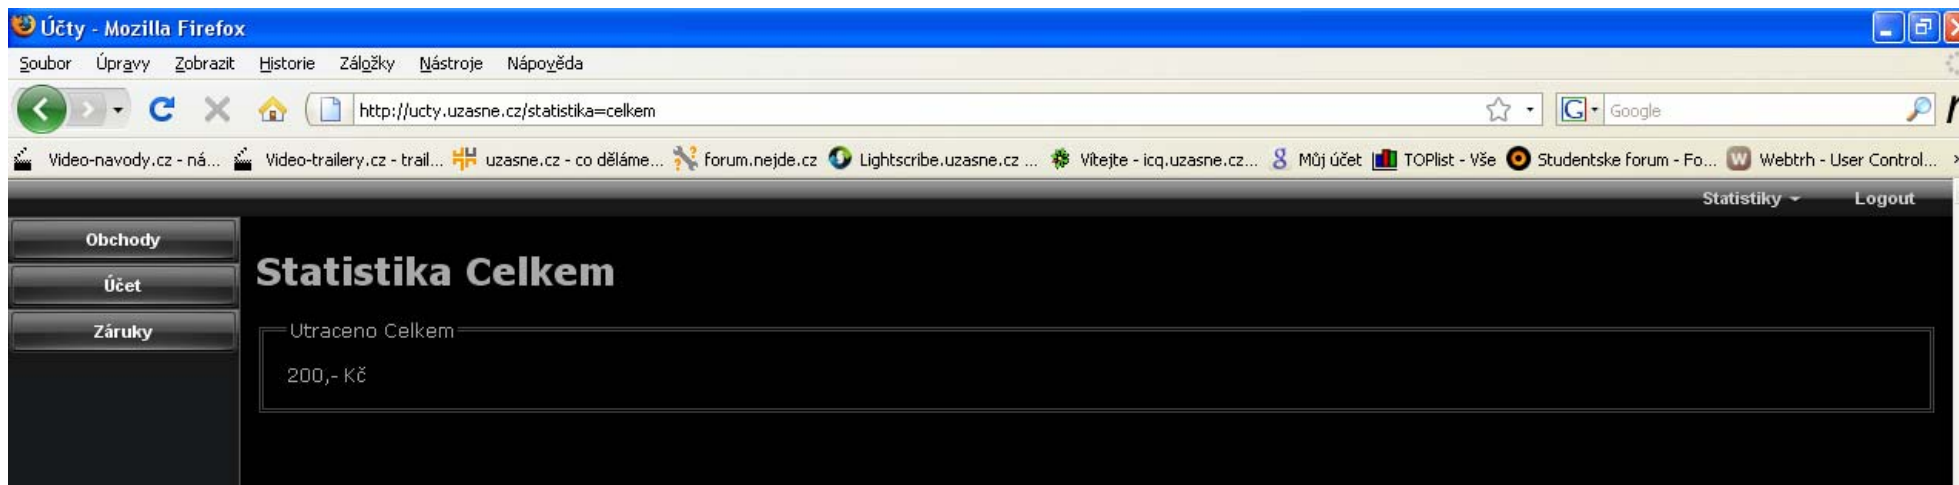 Účty - Mozilla Firefox
Soubor Úpravy Zobrazit Historie Záložky Nástroje Nápověda
http://ucty.uzasne.cz/statistika=celkem Google
Video-navody.cz - ná... Video-trailery.cz - trail... uzasne.cz - co děláme... forum.nejde.cz Lightscribe.uzasne.cz ... Vítejte - icq.uzasne.cz... Můj účet TOPlist - Vše Studentske forum - Fo... Webtrh - User Control...
Statistiky Logout
Obchody
Účet
Záruky
Statistika Celkem
Utraceno Celkem
200,- Kč